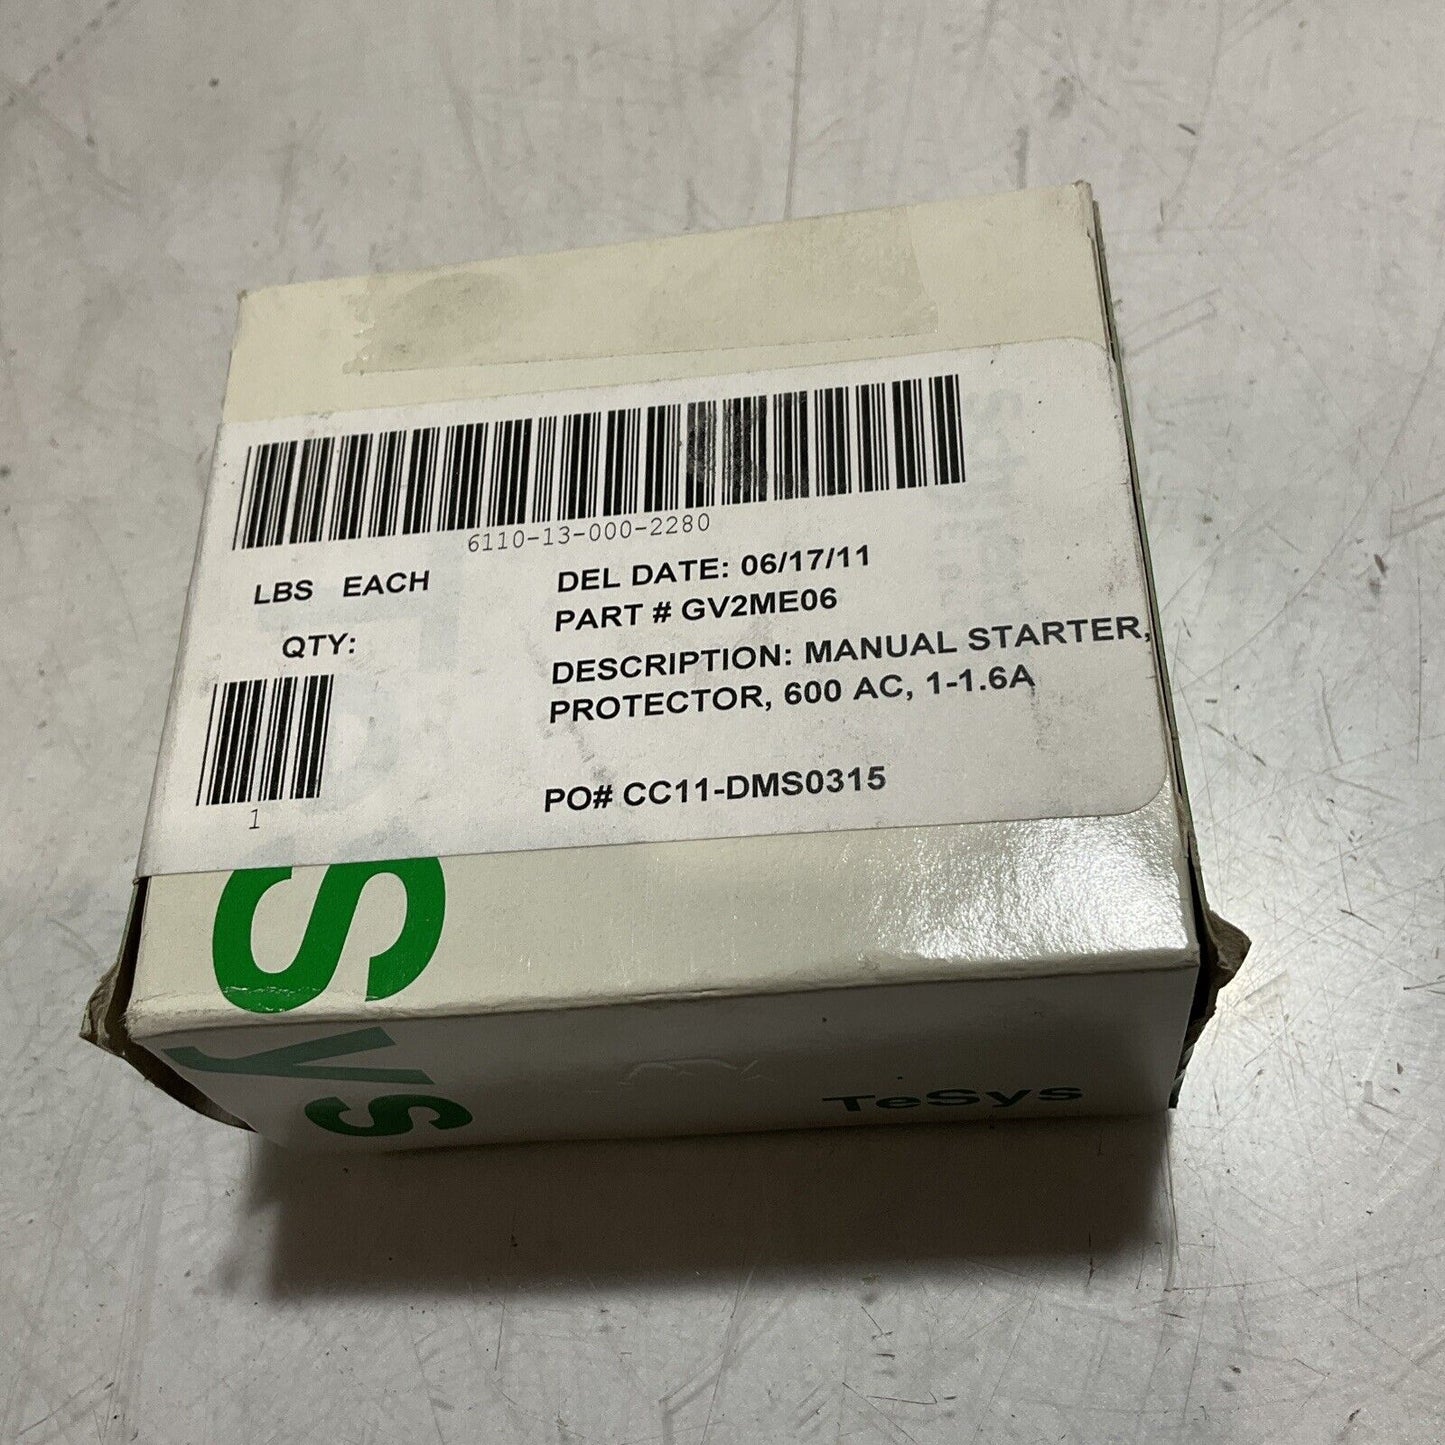 6110-13-000-2280
LBS EACH
QTY:
1
DEL DATE: 06/17/11
PART # GV2ME06
DESCRIPTION: MANUAL STARTER,
PROTECTOR, 600 AC, 1-1.6A
PO# CC11-DMS0315
Sys
TeSys